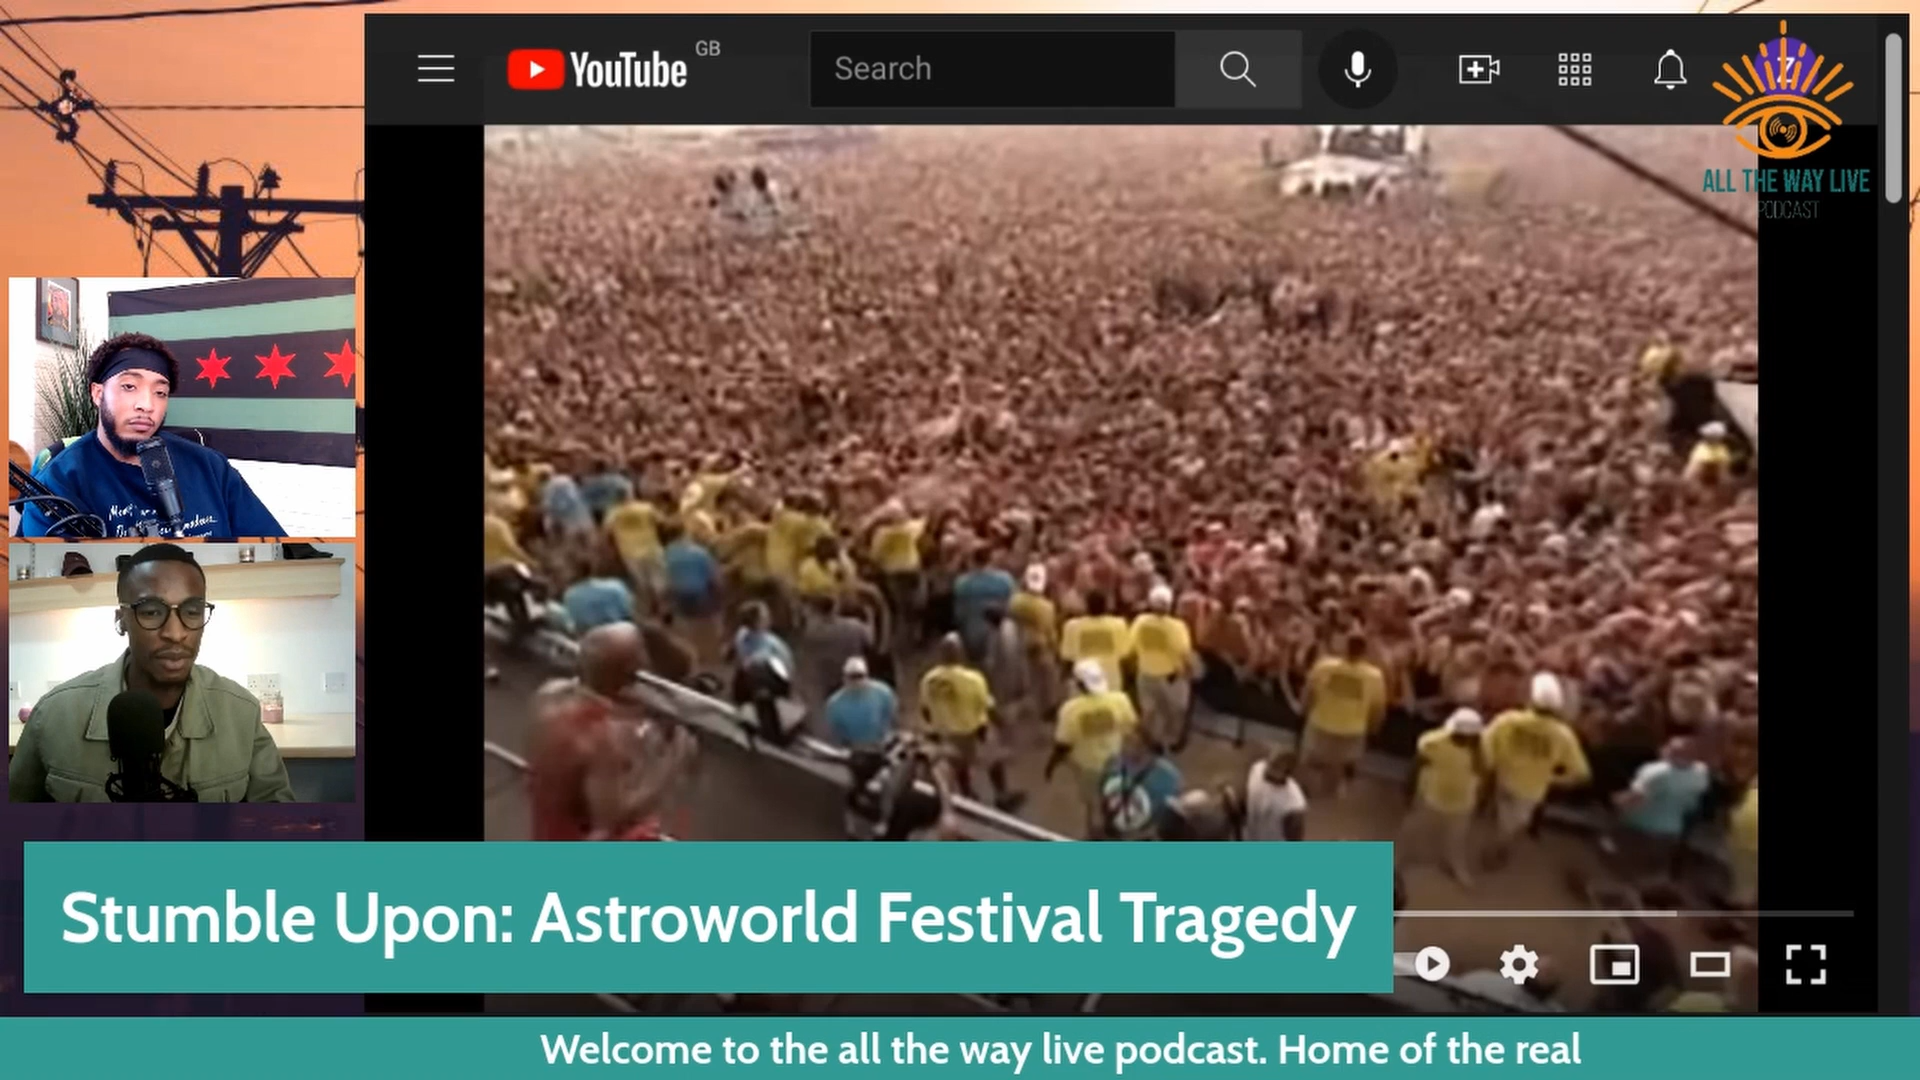 YouTube
GB
Search
Z
ALL THE WAY LIVE
PODCAST
Stumble Upon: Astroworld Festival Tragedy
Welcome to the all the way live podcast. Home of the real